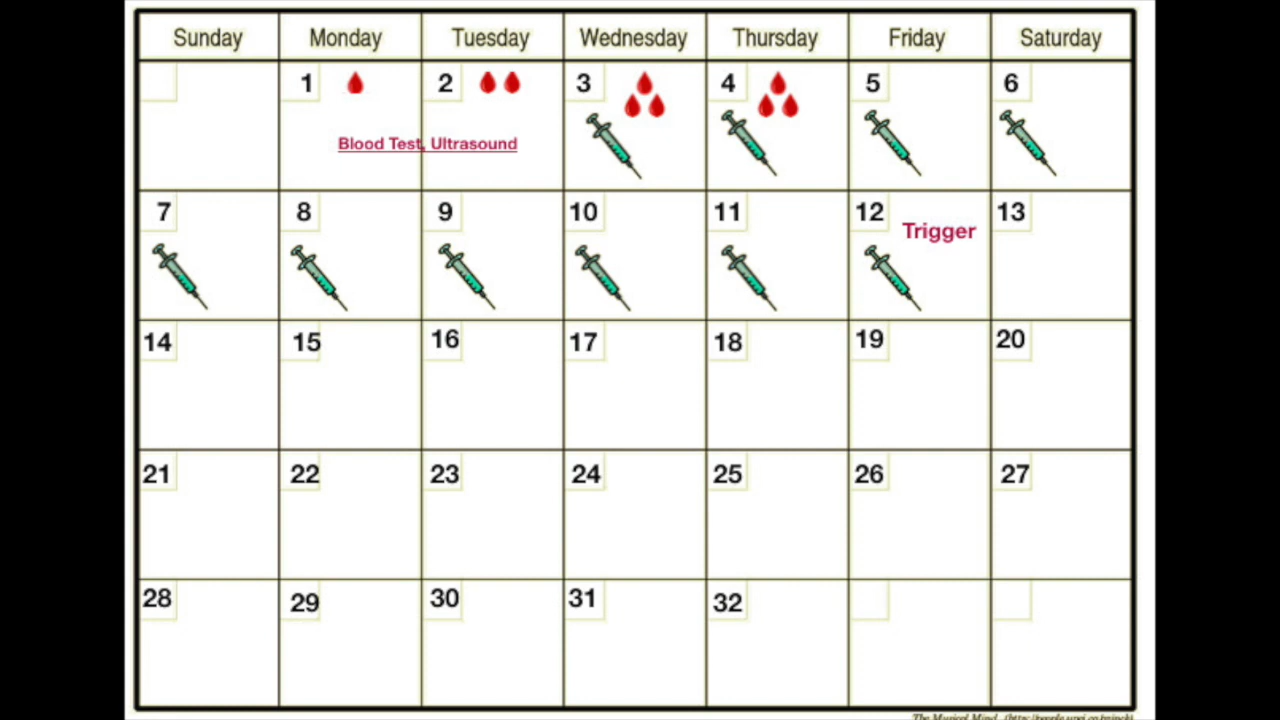 Sunday Monday Tuesday Wednesday Thursday Friday Saturday
1 2 3 4 5 6
Blood Test, Ultrasound
7 8 9 10 11 12 13
Trigger
14 15 16 17 18 19 20
21 22 23 24 25 26 27
28 29 30 31 32
The Musical Mind